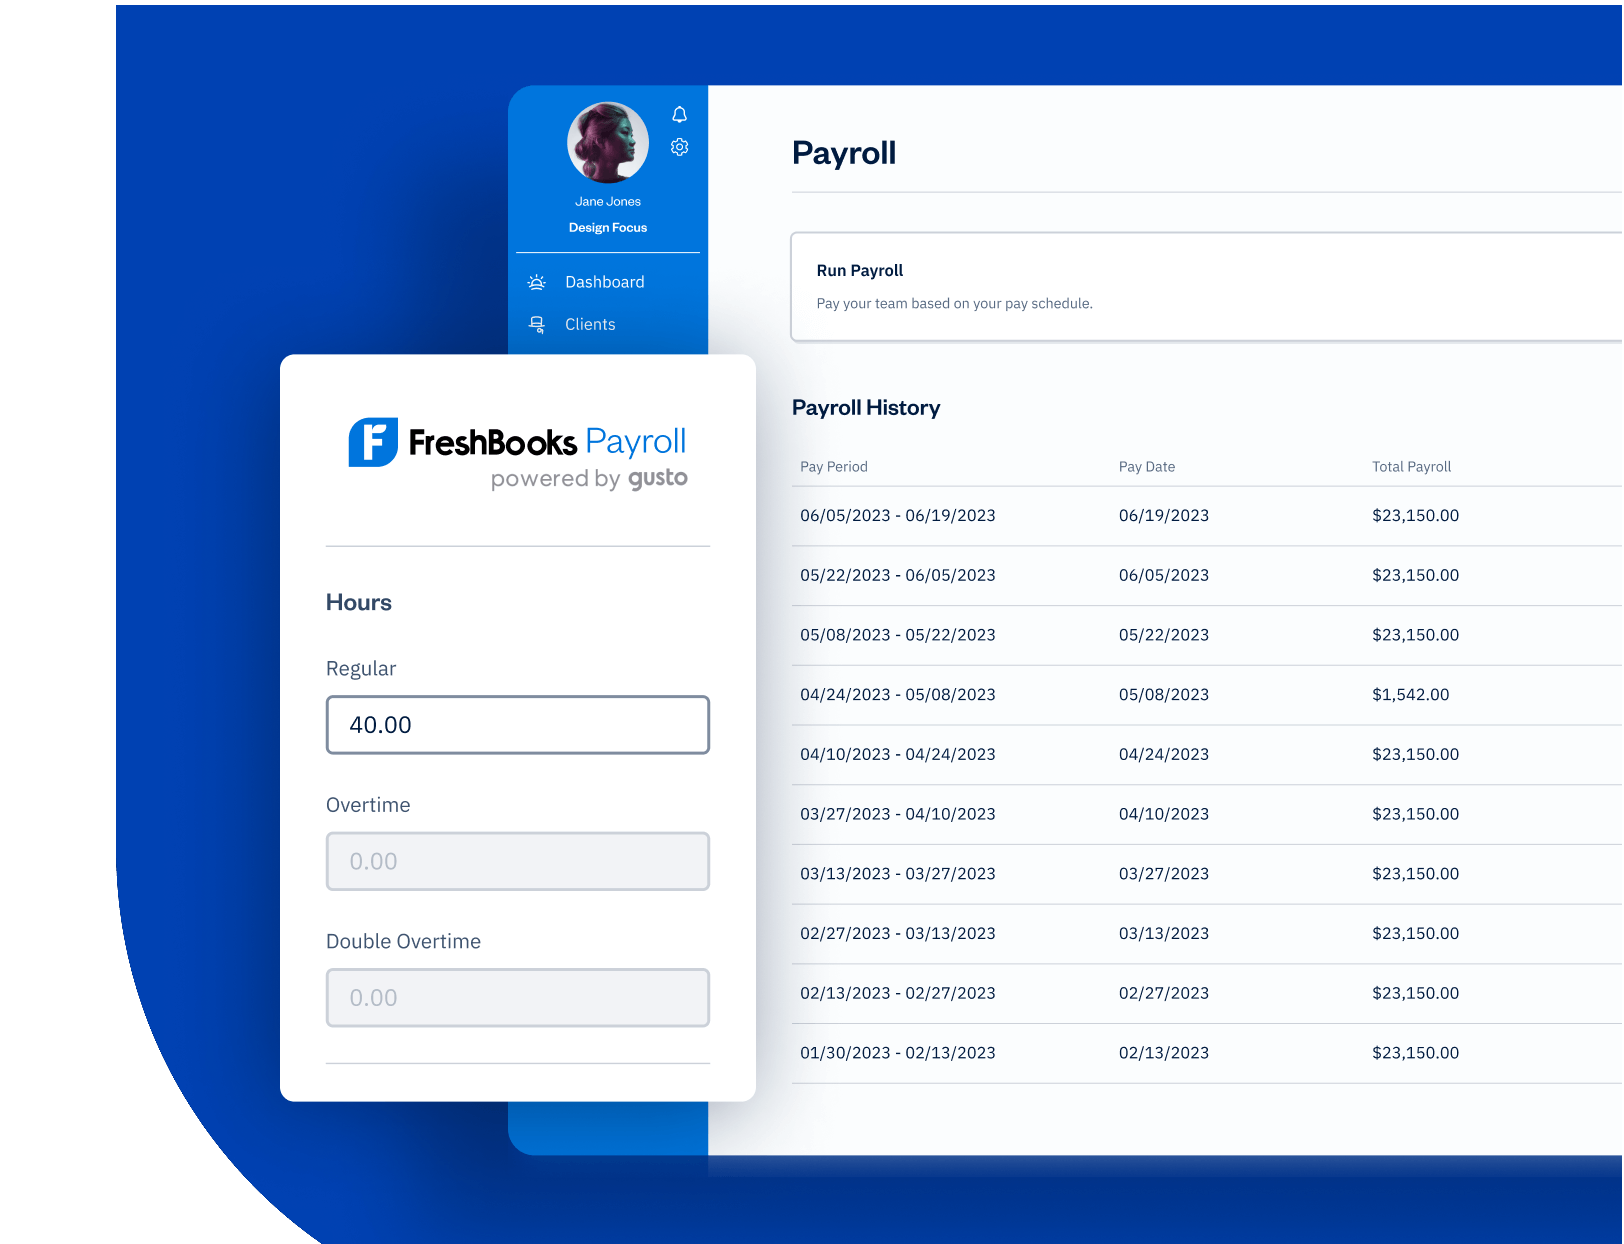 Jane Jones
Design Focus
Dashboard
Clients
FreshBooks Payroll
powered by gusto
Hours
Regular
40.00
Overtime
0.00
Double Overtime
0.00
Payroll
Run Payroll
Pay your team based on your pay schedule.
Payroll History
Pay Period Pay Date Total Payroll
06/05/2023 - 06/19/2023 06/19/2023 $23,150.00
05/22/2023 - 06/05/2023 06/05/2023 $23,150.00
05/08/2023 - 05/22/2023 05/22/2023 $23,150.00
04/24/2023 - 05/08/2023 05/08/2023 $1,542.00
04/10/2023 - 04/24/2023 04/24/2023 $23,150.00
03/27/2023 - 04/10/2023 04/10/2023 $23,150.00
03/13/2023 - 03/27/2023 03/27/2023 $23,150.00
02/27/2023 - 03/13/2023 03/13/2023 $23,150.00
02/13/2023 - 02/27/2023 02/27/2023 $23,150.00
01/30/2023 - 02/13/2023 02/13/2023 $23,150.00